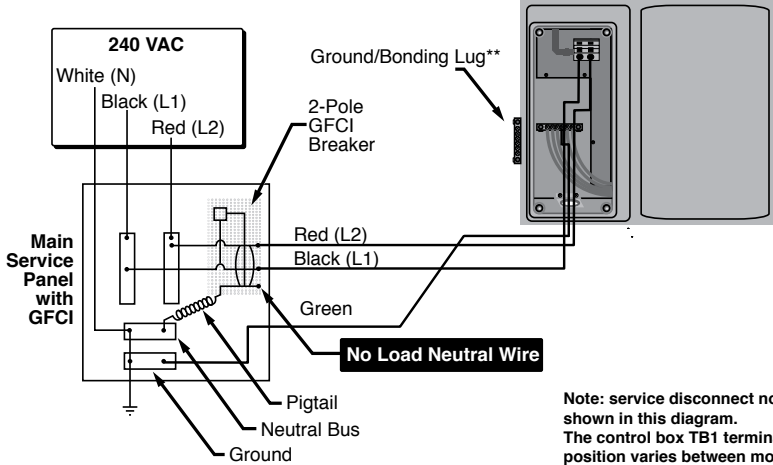 240 VAC
White (N)
Black (L1)
Red (L2)
Ground/Bonding Lug**
2-Pole
GFCI
Breaker
Main
Service
Panel
with
GFCI
Red (L2)
Black (L1)
Green
No Load Neutral Wire
Pigtail
Neutral Bus
Ground
Note: service disconnect no
shown in this diagram.
The control box TB1 termin
position varies between mo